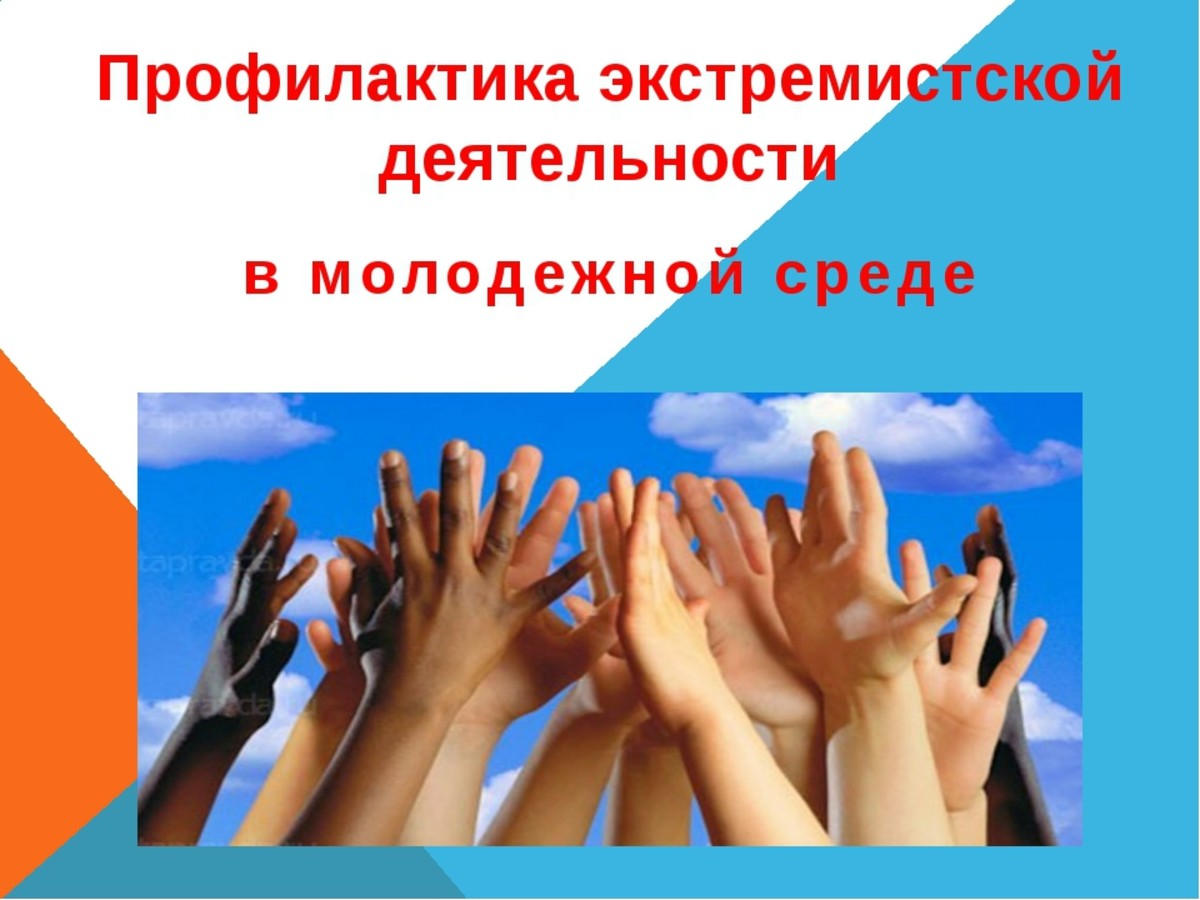 Профилактика экстремистской
деятельности
в молодежной среде